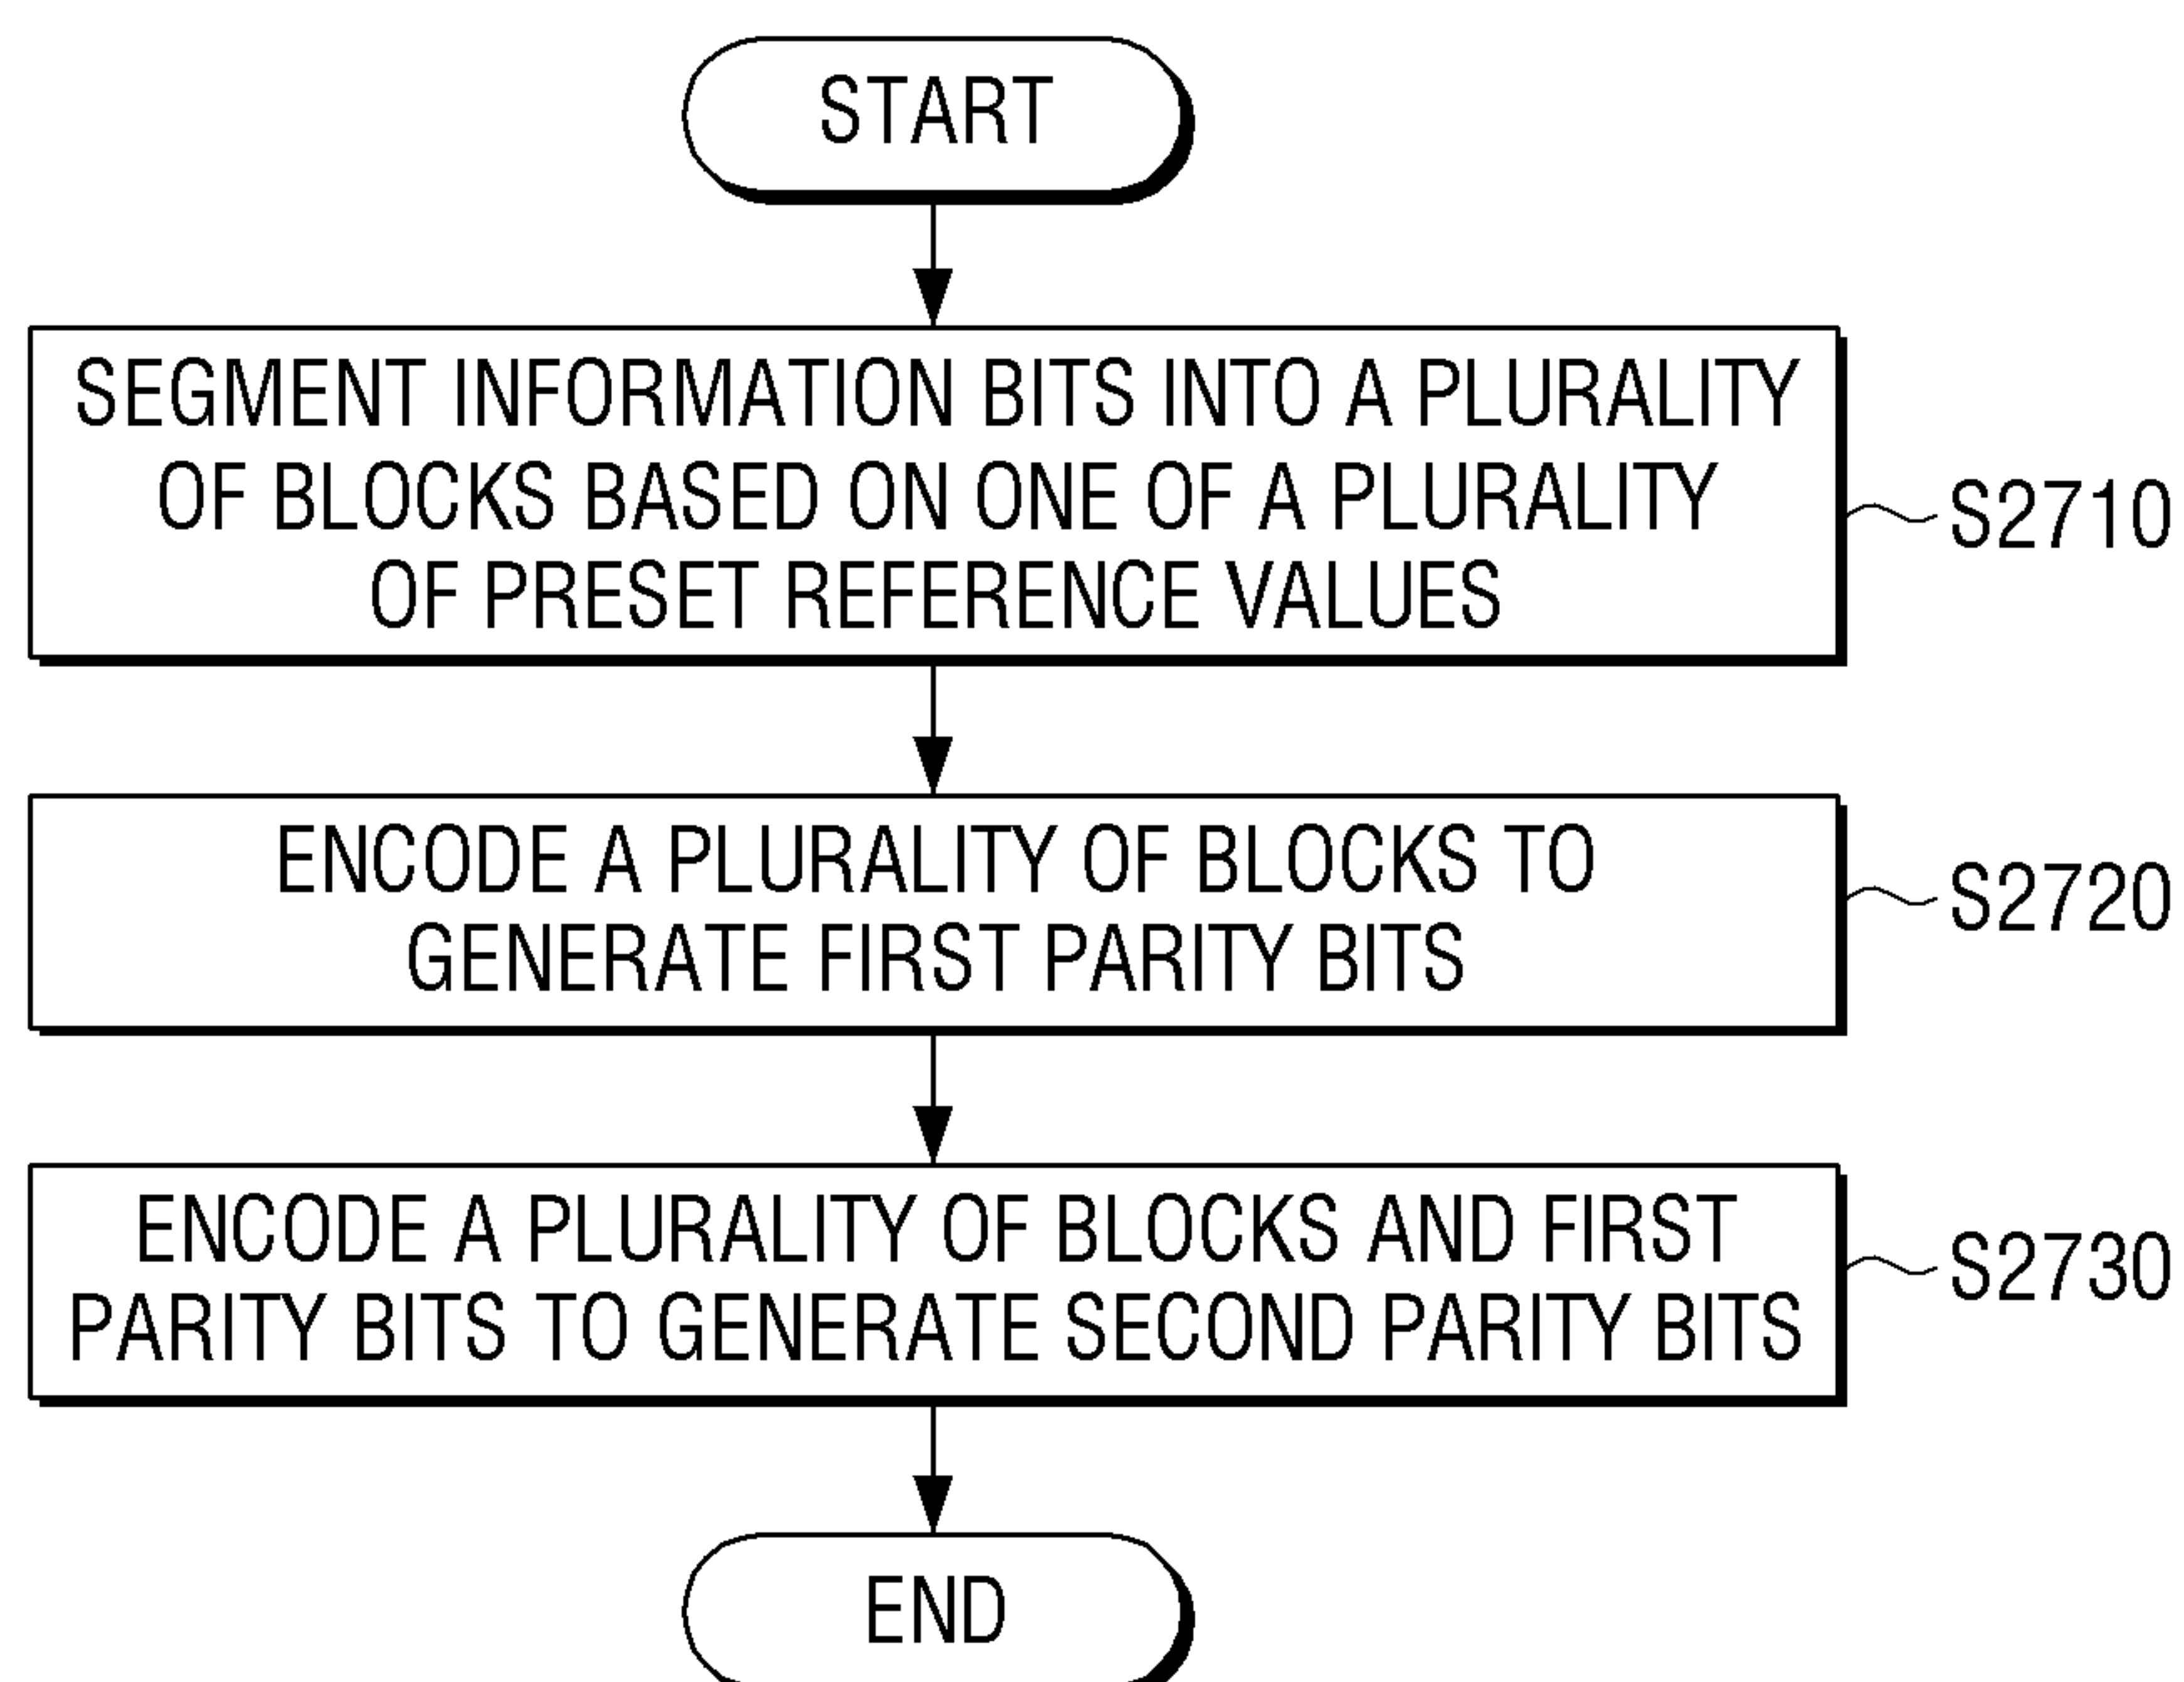 START
SEGMENT INFORMATION BITS INTO A PLURALITY
OF BLOCKS BASED ON ONE OF A PLURALITY
OF PRESET REFERENCE VALUES
S2710
ENCODE A PLURALITY OF BLOCKS TO
GENERATE FIRST PARITY BITS
S2720
ENCODE A PLURALITY OF BLOCKS AND FIRST
PARITY BITS TO GENERATE SECOND PARITY BITS
S2730
END